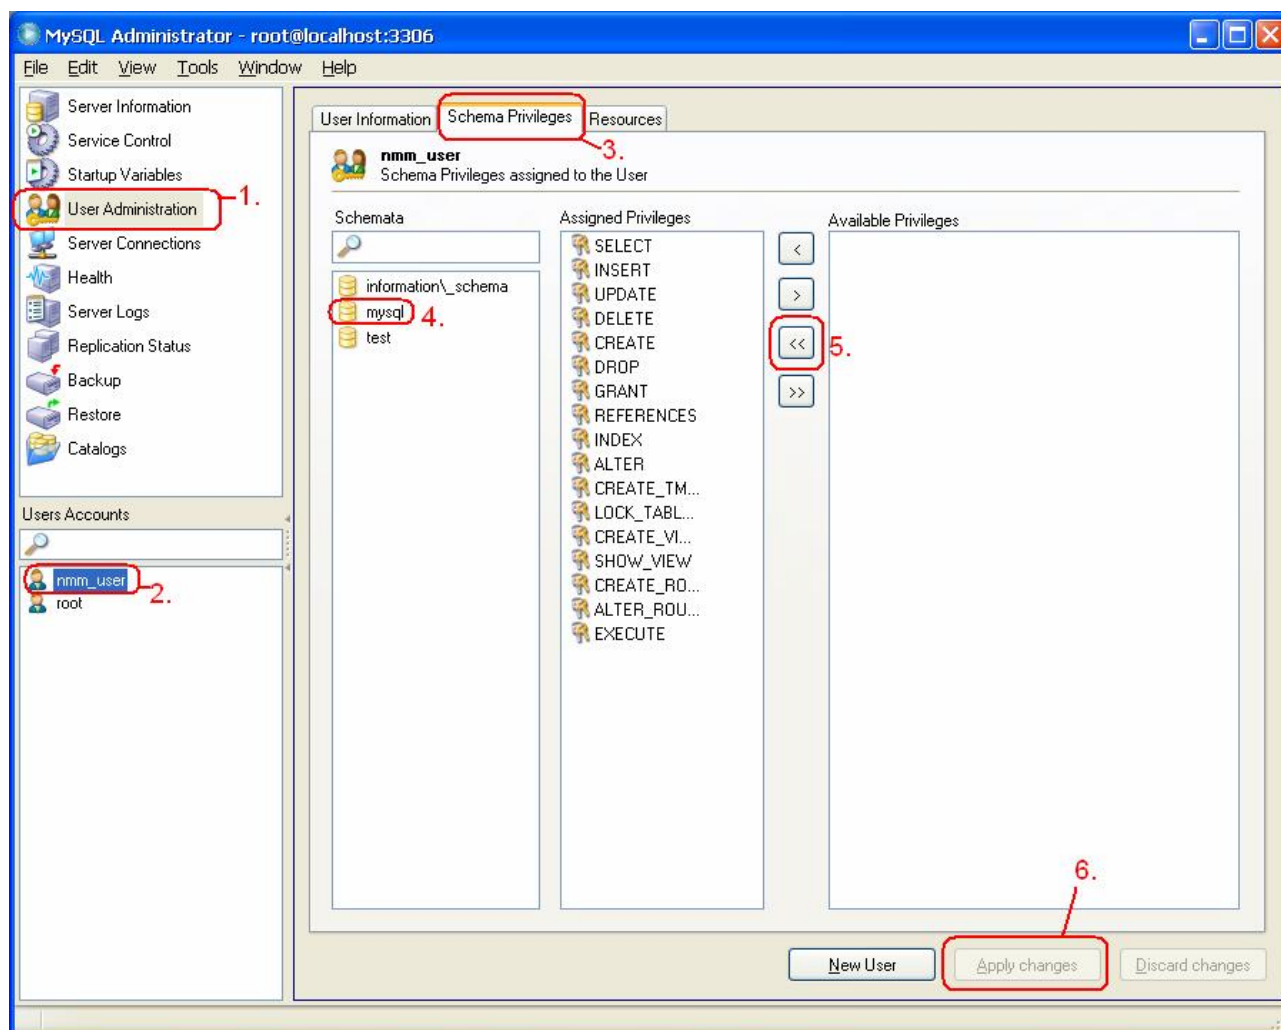 MySQL Administrator - root@localhost:3306
File Edit View Tools Window Help
Server Information
Service Control
Startup Variables
User Administration
1.
Server Connections
Health
Server Logs
Replication Status
Backup
Restore
Catalogs
Users Accounts
nmm_user
2.
root
User Information
Schema Privileges
Resources
3.
nmm_user
Schema Privileges assigned to the User
Schemata
information\_schema
mysql
4.
test
Assigned Privileges
SELECT
INSERT
UPDATE
DELETE
CREATE
DROP
GRANT
REFERENCES
INDEX
ALTER
CREATE_TM...
LOCK_TABL...
CREATE_VI...
SHOW_VIEW
CREATE_RO...
ALTER_ROU...
EXECUTE
<
>
<<
5.
>>
Available Privileges
6.
New User
Apply changes
Discard changes